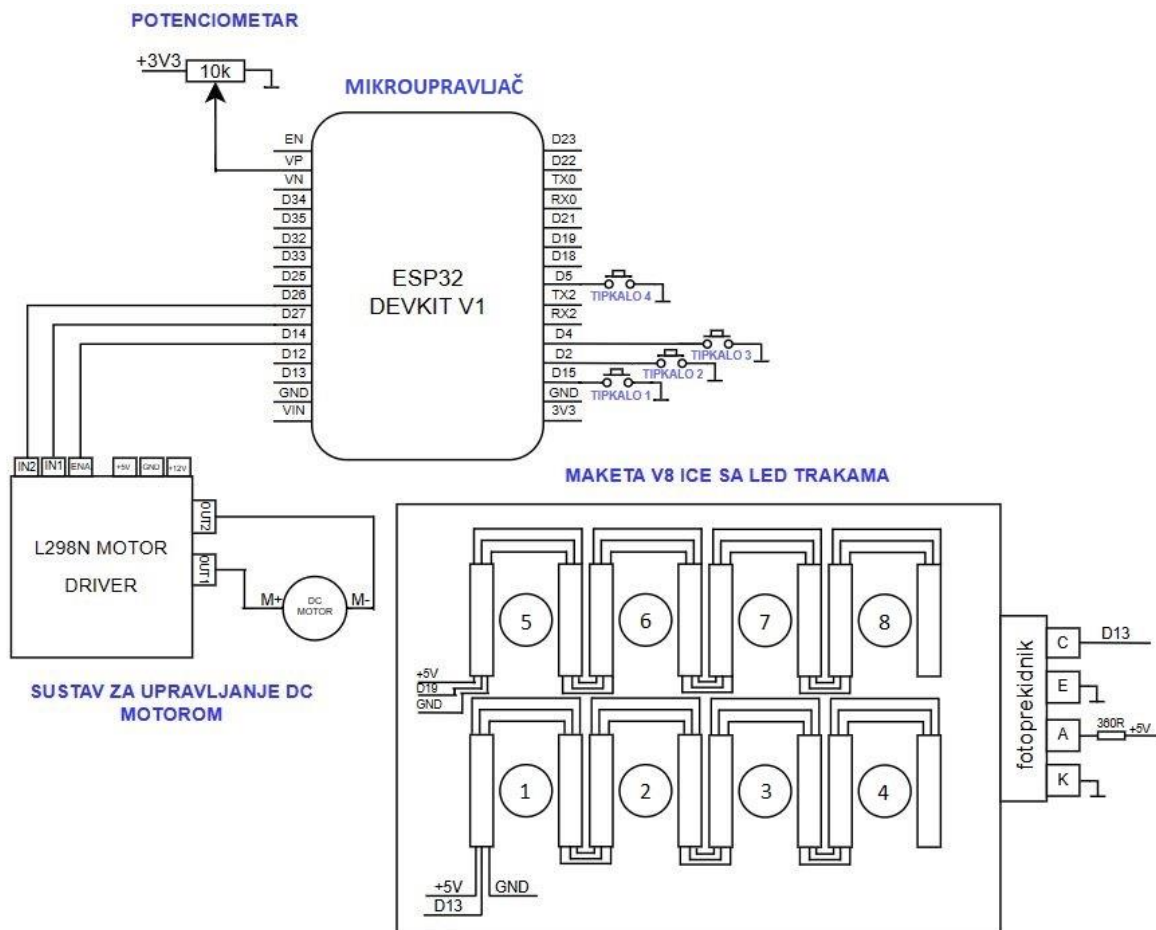 POTENCIOMETAR
+3V3
10k
MIKROUPRAVLJAČ
EN
VP
VN
D34
D35
D32
D33
D25
D26
D27
D14
D12
D13
GND
VIN
ESP32
DEVKIT V1
D23
D22
TX0
RX0
D21
D19
D18
D5
TX2
RX2
D4
D2
D15
GND
3V3
TIPKALO 4
TIPKALO 3
TIPKALO 2
TIPKALO 1
IN2
IN1
ENA
+5V
GND
+12V
L298N MOTOR
DRIVER
OUT2
OUT1
M+
DC
MOTOR
M-
SUSTAV ZA UPRAVLJANJE DC
MOTOROM
MAKETA V8 ICE SA LED TRAKAMA
5
6
7
8
+5V
D19
GND
1
2
3
4
+5V
GND
D13
fotoprekidnik
C
D13
E
A
360R
+5V
K